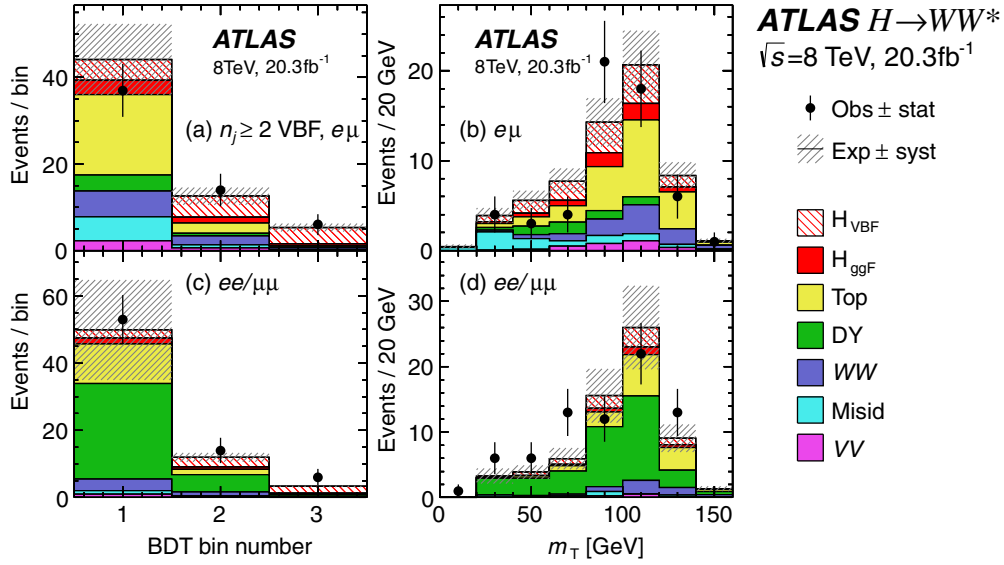 ATLAS
8TeV, 20.3fb-1
(a) nj ≥ 2 VBF, eμ
Events / bin
0
20
40
ATLAS
8TeV, 20.3fb-1
(b) eμ
Events / 20 GeV
0
10
20
ATLAS H→WW*
√s=8 TeV, 20.3fb-1
Obs ± stat
Exp ± syst
HVBF
HggF
Top
DY
WW
Misid
VV
(c) ee/μμ
Events / bin
0
20
40
60
1
2
3
BDT bin number
(d) ee/μμ
Events / 20 GeV
0
10
20
30
0
50
100
150
mT [GeV]